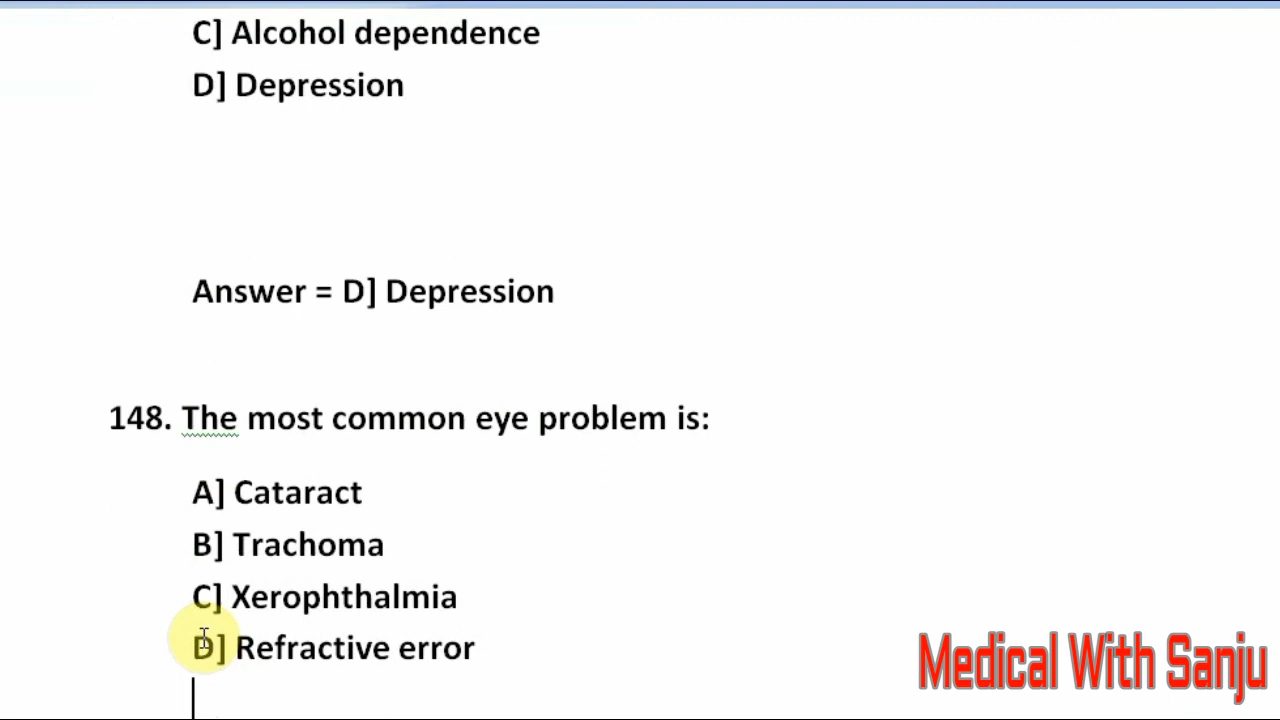 C] Alcohol dependence
D] Depression
Answer = D] Depression
148. The most common eye problem is:
A] Cataract
B] Trachoma
C] Xerophthalmia
D] Refractive error
Medical With Sanju